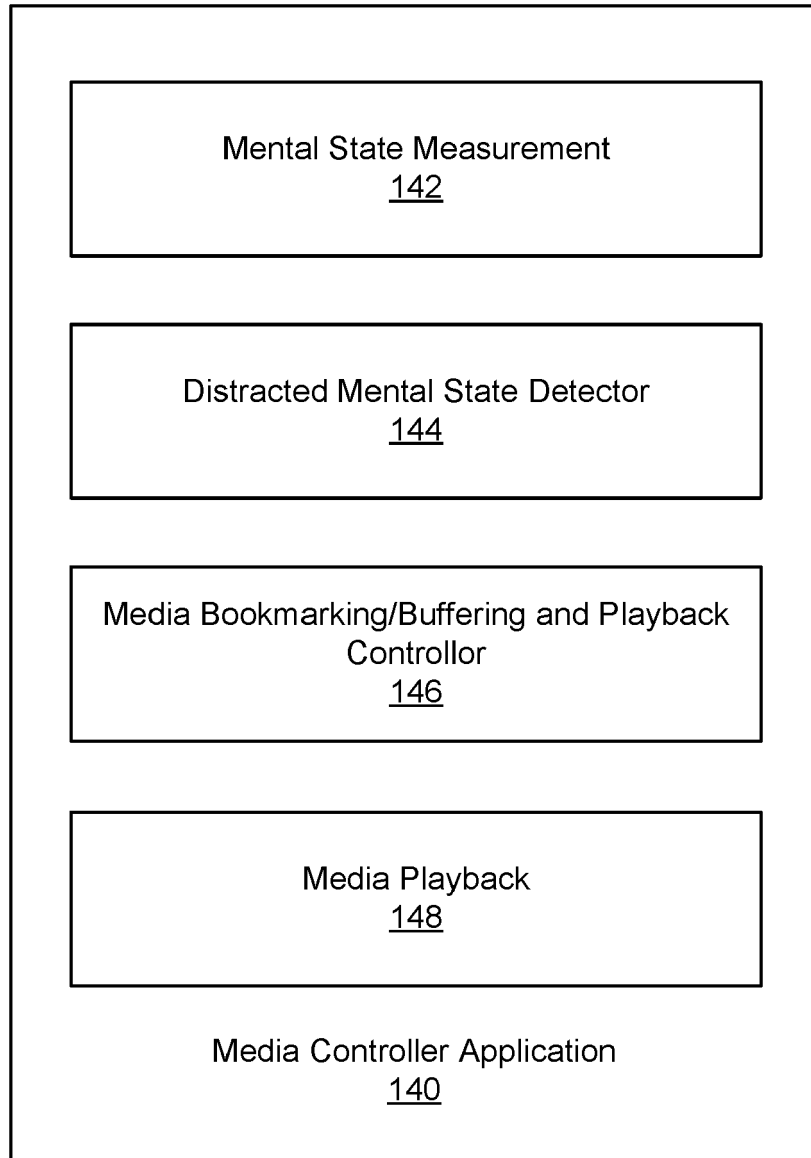 Mental State Measurement
142
Distracted Mental State Detector
144
Media Bookmarking/Buffering and Playback
Controllor
146
Media Playback
148
Media Controller Application
140